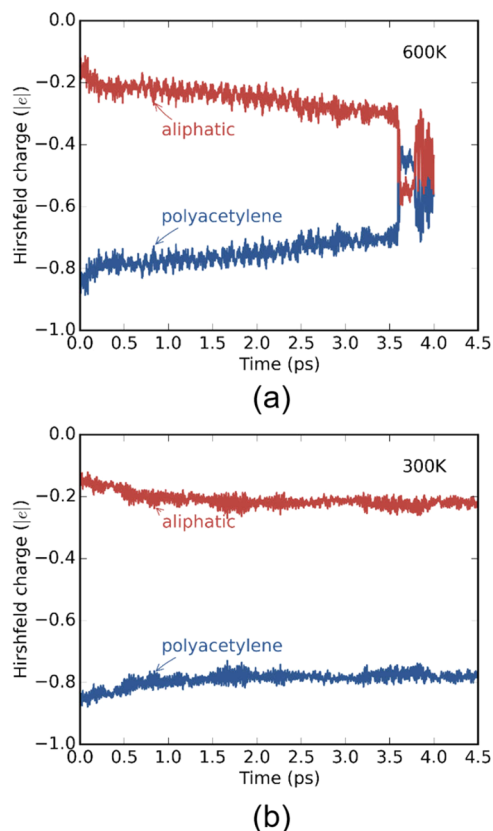 0.0
600K
−0.2
aliphatic
−0.4
Hirshfeld charge (|e|)
−0.6
polyacetylene
−0.8
−1.0
0.0 0.5 1.0 1.5 2.0 2.5 3.0 3.5 4.0 4.5
Time (ps)
(a)
0.0
300K
−0.2
aliphatic
−0.4
Hirshfeld charge (|e|)
−0.6
polyacetylene
−0.8
−1.0
0.0 0.5 1.0 1.5 2.0 2.5 3.0 3.5 4.0 4.5
Time (ps)
(b)